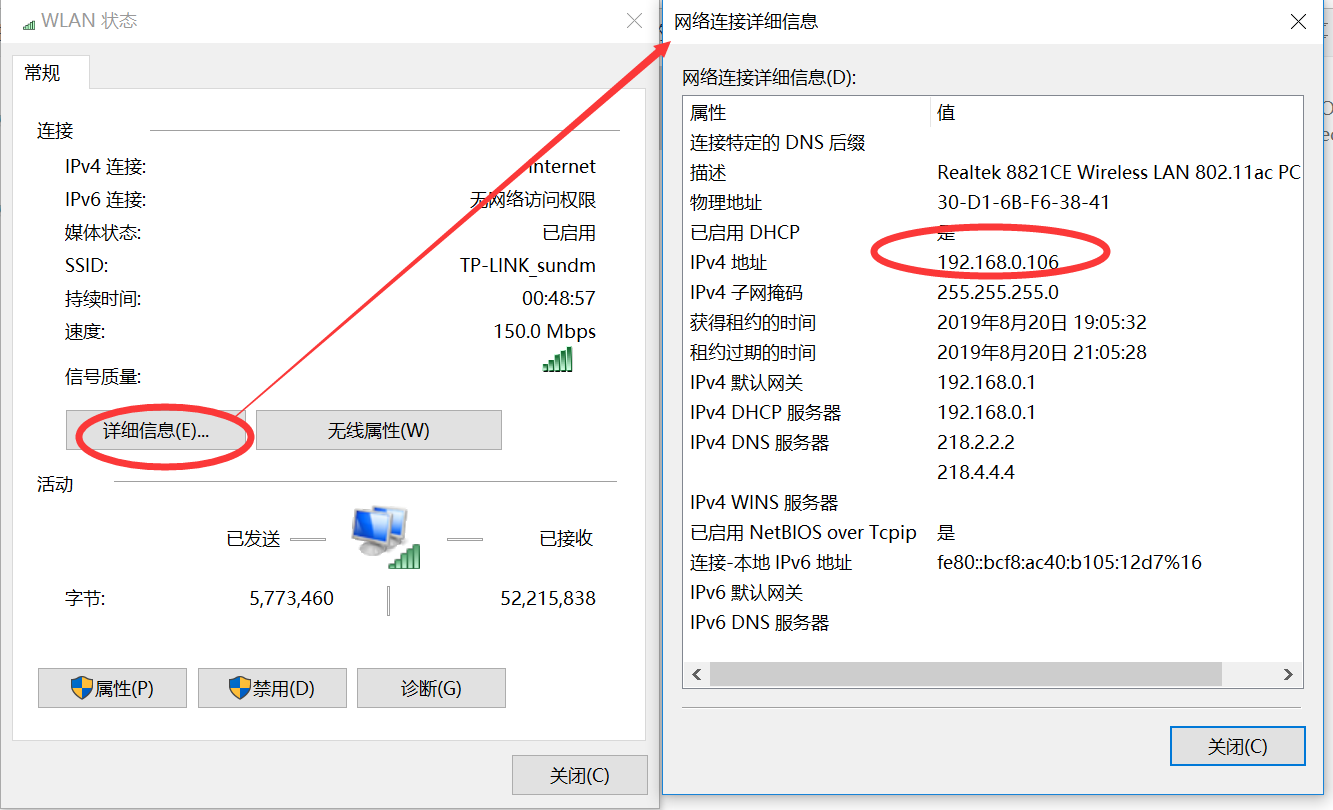 WLAN 状态
常规
连接
IPv4 连接: Internet
IPv6 连接: 无网络访问权限
媒体状态: 已启用
SSID: TP-LINK_sundm
持续时间: 00:48:57
速度: 150.0 Mbps
信号质量:
详细信息(E)... 无线属性(W)
活动
已发送 已接收
字节: 5,773,460 52,215,838
属性(P) 禁用(D) 诊断(G)
关闭(C)
网络连接详细信息
网络连接详细信息(D):
属性 值
连接特定的 DNS 后缀
描述 Realtek 8821CE Wireless LAN 802.11ac PC
物理地址 30-D1-6B-F6-38-41
已启用 DHCP 是
IPv4 地址 192.168.0.106
IPv4 子网掩码 255.255.255.0
获得租约的时间 2019年8月20日 19:05:32
租约过期的时间 2019年8月20日 21:05:28
IPv4 默认网关 192.168.0.1
IPv4 DHCP 服务器 192.168.0.1
IPv4 DNS 服务器 218.2.2.2
218.4.4.4
IPv4 WINS 服务器
已启用 NetBIOS over Tcpip 是
连接-本地 IPv6 地址 fe80::bcf8:ac40:b105:12d7%16
IPv6 默认网关
IPv6 DNS 服务器
关闭(C)